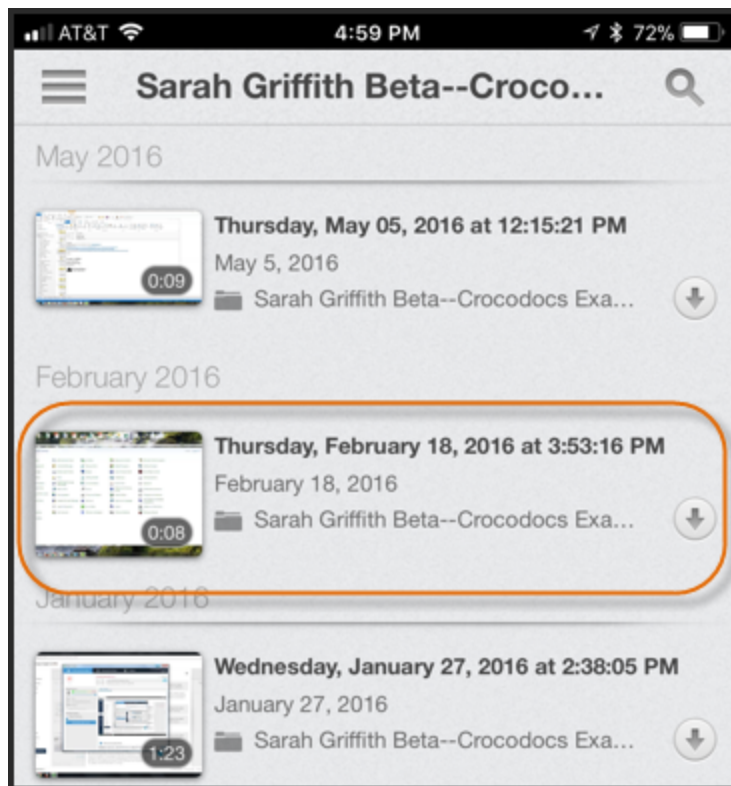 AT&T 4:59 PM 72%
Sarah Griffith Beta--Croco...
May 2016
Thursday, May 05, 2016 at 12:15:21 PM
May 5, 2016
0:09
Sarah Griffith Beta--Crocodocs Exa...
February 2016
Thursday, February 18, 2016 at 3:53:16 PM
February 18, 2016
0:08
Sarah Griffith Beta--Crocodocs Exa...
January 2016
Wednesday, January 27, 2016 at 2:38:05 PM
January 27, 2016
1:23
Sarah Griffith Beta--Crocodocs Exa...